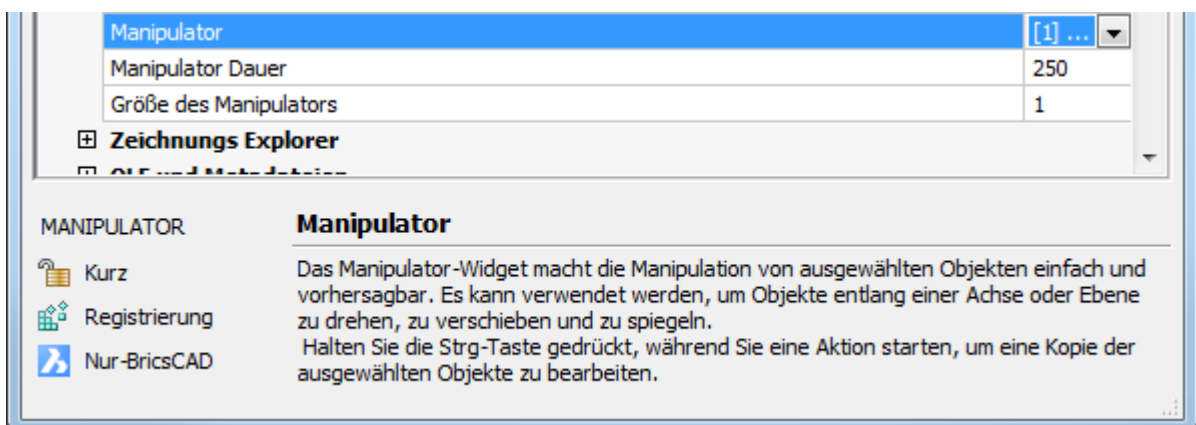 Manipulator [1] ...
Manipulator Dauer 250
Größe des Manipulators 1
Zeichnungs Explorer
OLE und Metadateien
MANIPULATOR
Kurz
Registrierung
Nur-BricsCAD
Manipulator
Das Manipulator-Widget macht die Manipulation von ausgewählten Objekten einfach und
vorhersagbar. Es kann verwendet werden, um Objekte entlang einer Achse oder Ebene
zu drehen, zu verschieben und zu spiegeln.
Halten Sie die Strg-Taste gedrückt, während Sie eine Aktion starten, um eine Kopie der
ausgewählten Objekte zu bearbeiten.